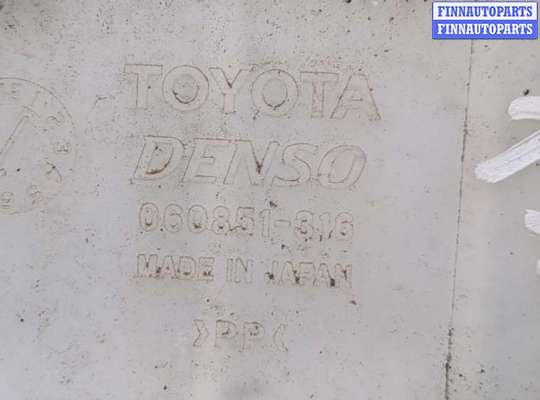 FINNAUTOPARTS
FINNAUTOPARTS
TOYOTA
DENSO
060851-316
MADE IN JAPAN
>PP<